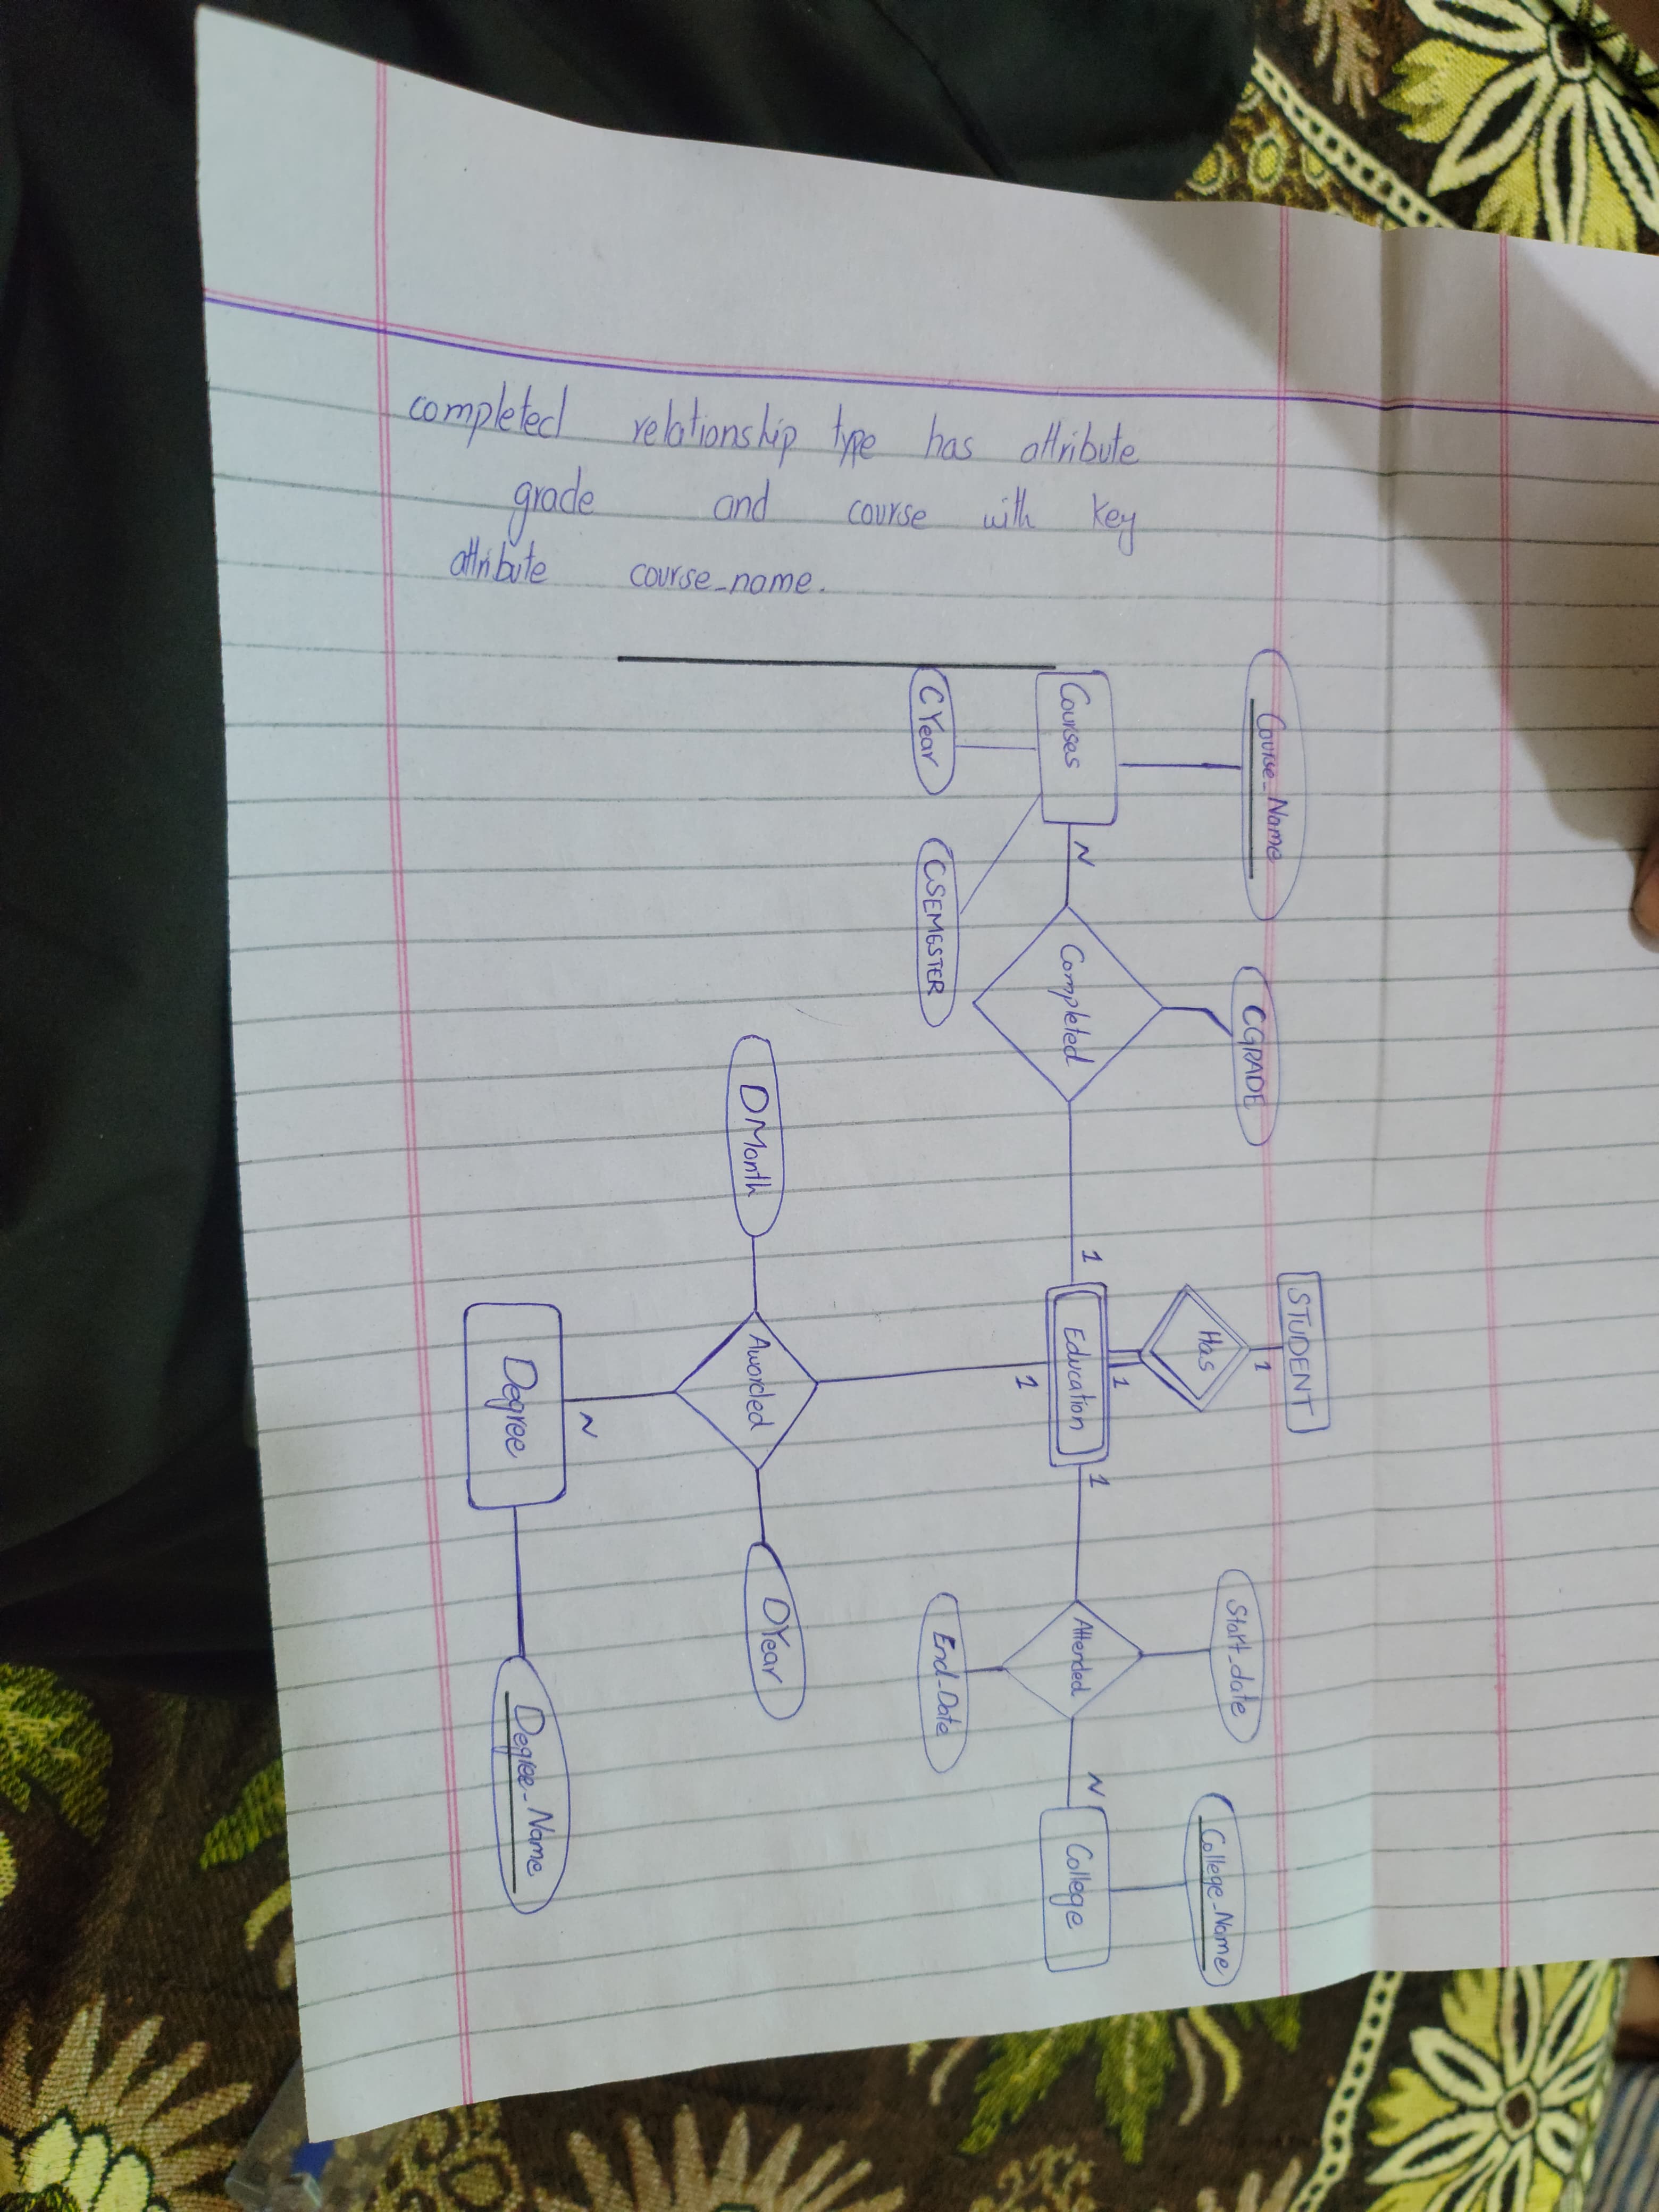 completed relationship type has attribute
grade and course with key
attribute course_name.
STUDENT
1
Has
1
Course_Name
CGRADE
Start_date
College_Name
Courses
N
Completed
1
Education
1
Attended
N
College
CYear
CSEMESTER
1
End_Date
DMonth
Aworded
DYear
N
Degree
Degree_Name